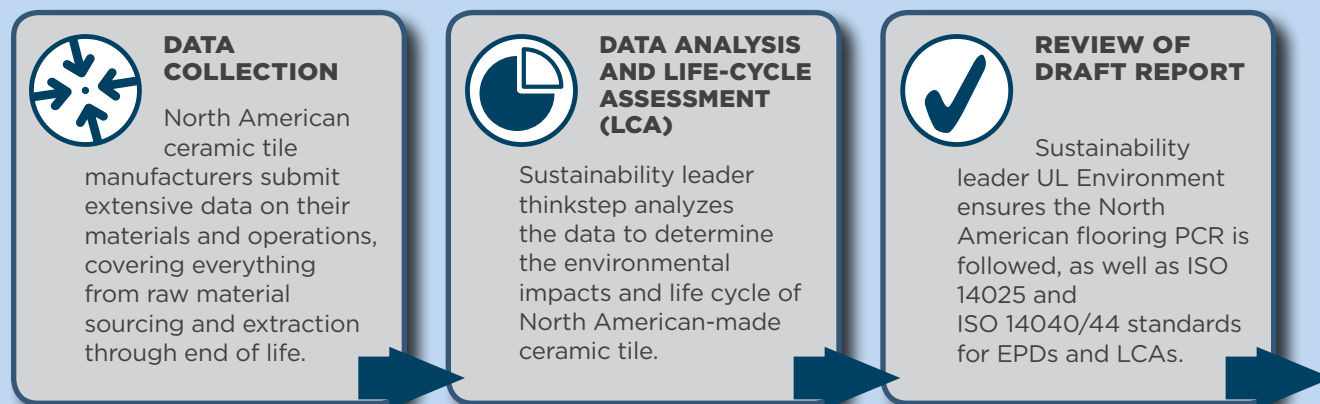 DATA
COLLECTION
North American
ceramic tile
manufacturers submit
extensive data on their
materials and operations,
covering everything
from raw material
sourcing and extraction
through end of life.
DATA ANALYSIS
AND LIFE-CYCLE
ASSESSMENT
(LCA)
Sustainability leader
thinkstep analyzes
the data to determine
the environmental
impacts and life cycle of
North American-made
ceramic tile.
REVIEW OF
DRAFT REPORT
Sustainability
leader UL Environment
ensures the North
American flooring PCR is
followed, as well as ISO
14025 and
ISO 14040/44 standards
for EPDs and LCAs.